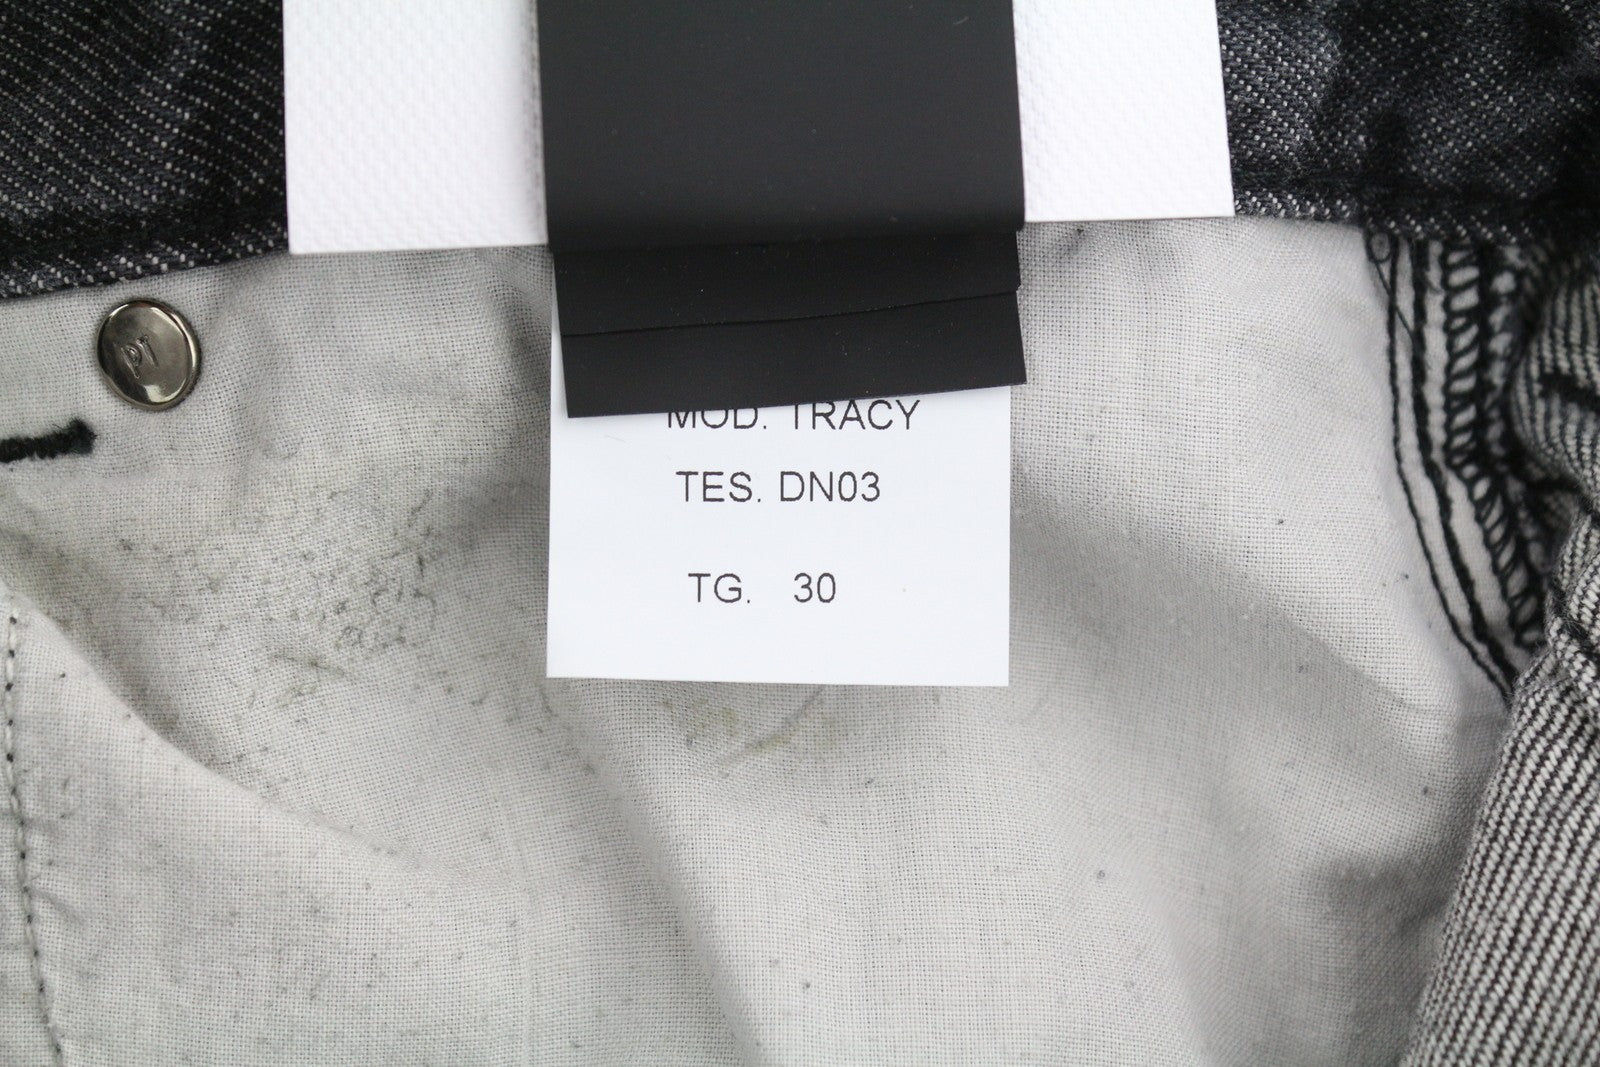 MOD. TRACY
TES. DN03
TG. 30